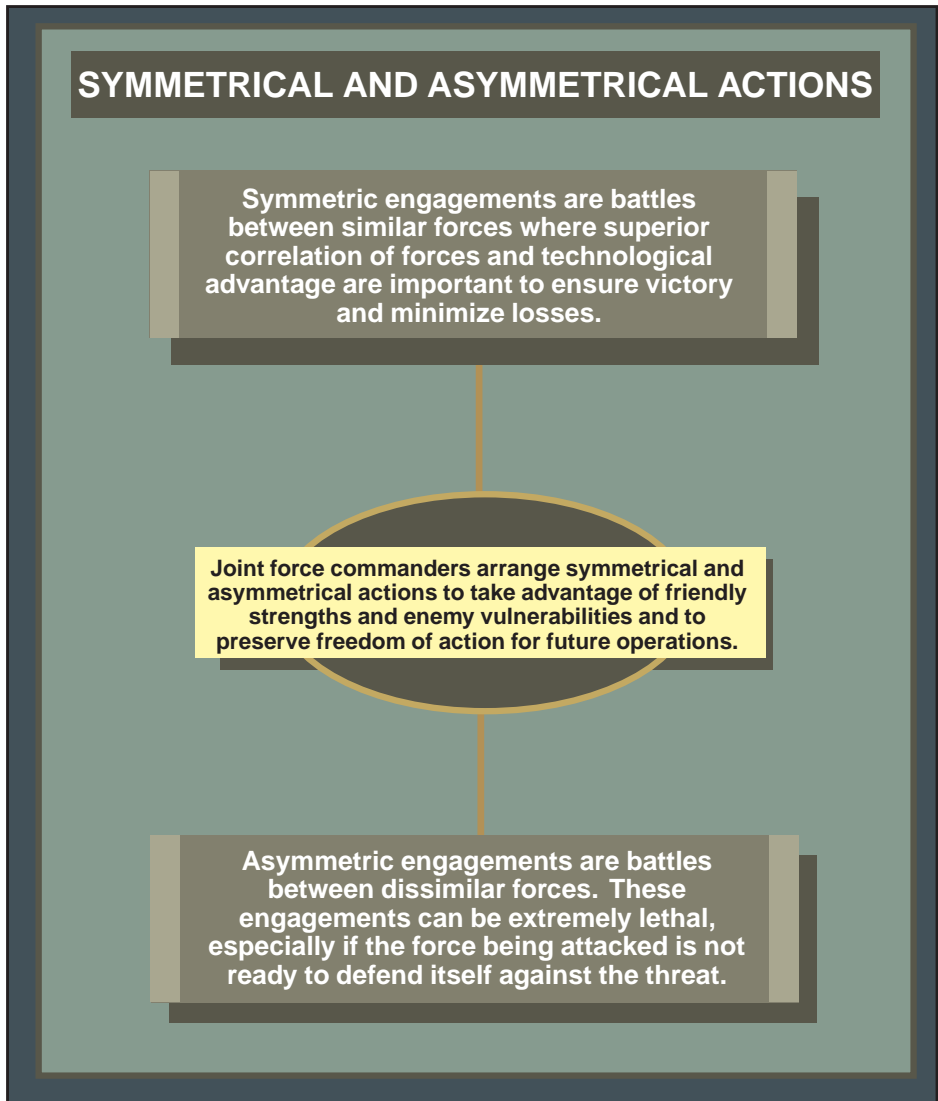 SYMMETRICAL AND ASYMMETRICAL ACTIONS
Symmetric engagements are battles
between similar forces where superior
correlation of forces and technological
advantage are important to ensure victory
and minimize losses.
Joint force commanders arrange symmetrical and
asymmetrical actions to take advantage of friendly
strengths and enemy vulnerabilities and to
preserve freedom of action for future operations.
Asymmetric engagements are battles
between dissimilar forces. These
engagements can be extremely lethal,
especially if the force being attacked is not
ready to defend itself against the threat.